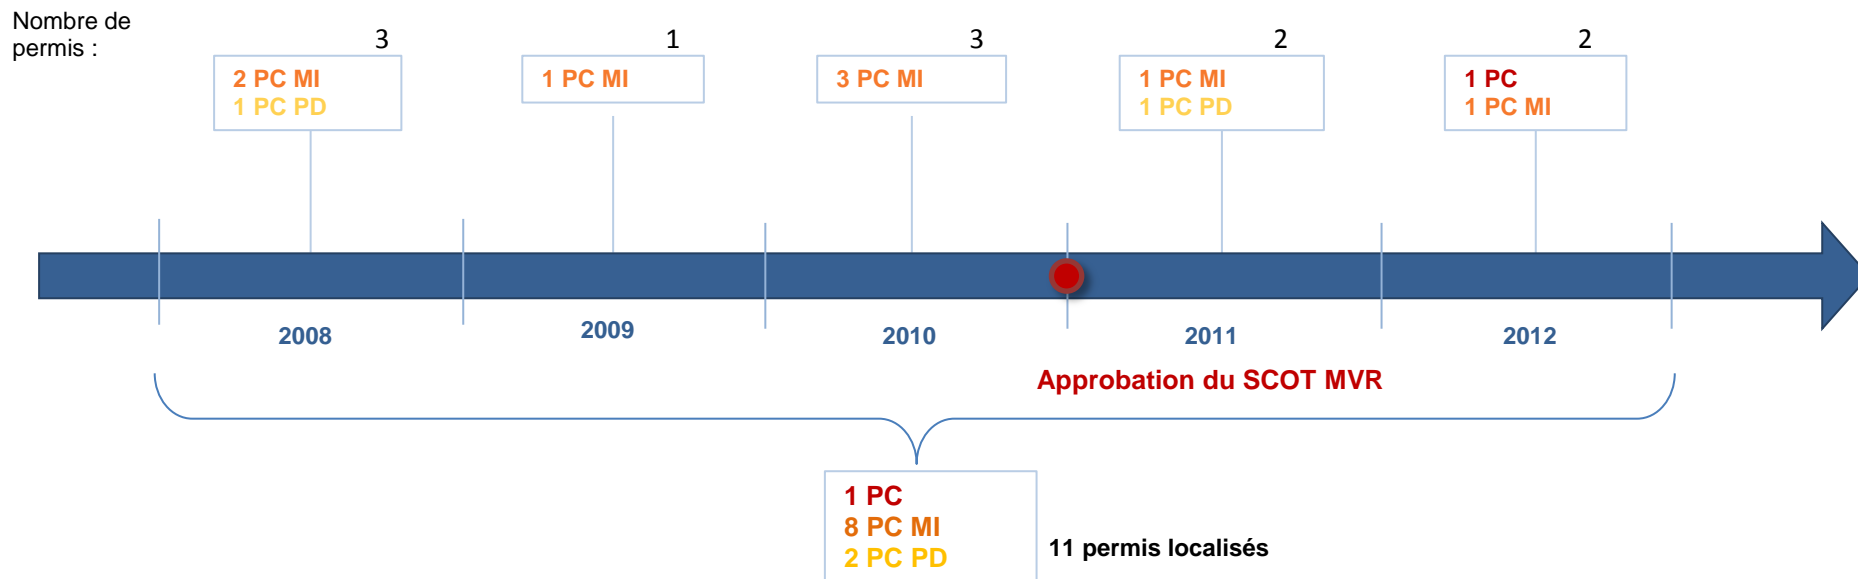 Nombre de
permis :
3
1
3
2
2
2 PC MI
1 PC PD
1 PC MI
3 PC MI
1 PC MI
1 PC PD
1 PC
1 PC MI
2008
2009
2010
2011
2012
Approbation du SCOT MVR
1 PC
8 PC MI
2 PC PD
11 permis localisés